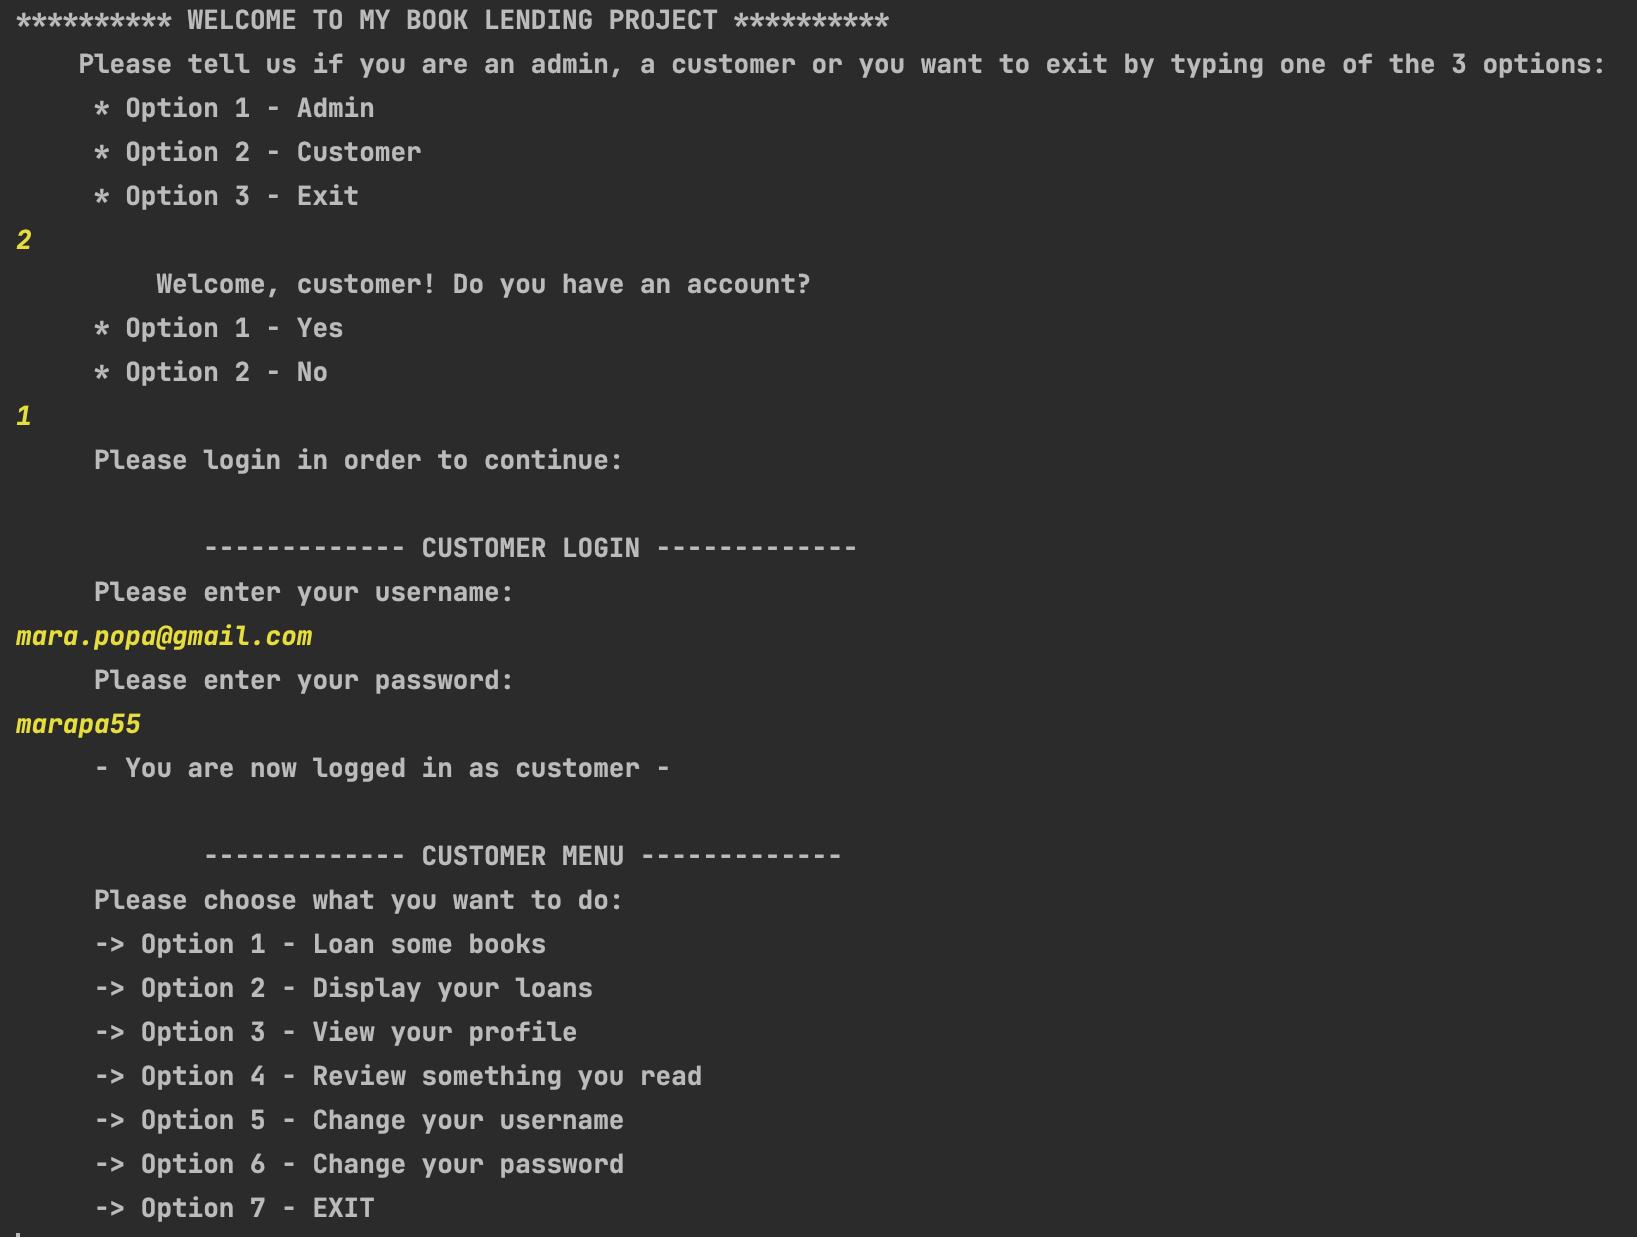 ********** WELCOME TO MY BOOK LENDING PROJECT **********
Please tell us if you are an admin, a customer or you want to exit by typing one of the 3 options:
* Option 1 - Admin
* Option 2 - Customer
* Option 3 - Exit
2
Welcome, customer! Do you have an account?
* Option 1 - Yes
* Option 2 - No
1
Please login in order to continue:
------------- CUSTOMER LOGIN -------------
Please enter your username:
mara.popa@gmail.com
Please enter your password:
marapa55
- You are now logged in as customer -
------------- CUSTOMER MENU -------------
Please choose what you want to do:
-> Option 1 - Loan some books
-> Option 2 - Display your loans
-> Option 3 - View your profile
-> Option 4 - Review something you read
-> Option 5 - Change your username
-> Option 6 - Change your password
-> Option 7 - EXIT